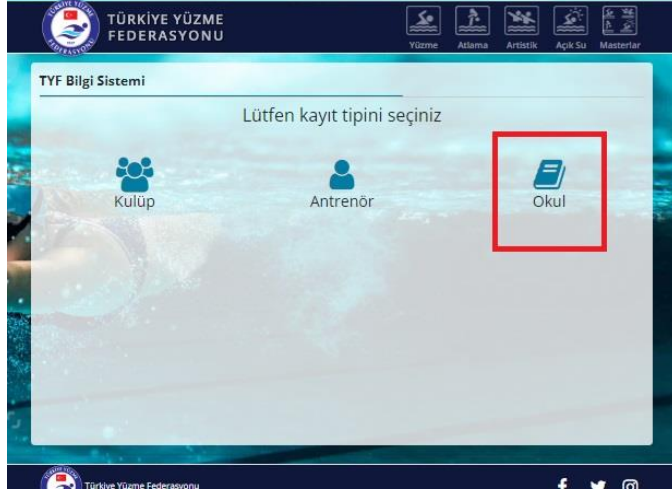 TÜRKİYE YÜZME
FEDERASYONU
Yüzme Atlama Artistik Açık Su Masterlar
TYF Bilgi Sistemi
Lütfen kayıt tipini seçiniz
Kulüp Antrenör Okul
Türkiye Yüzme Federasyonu